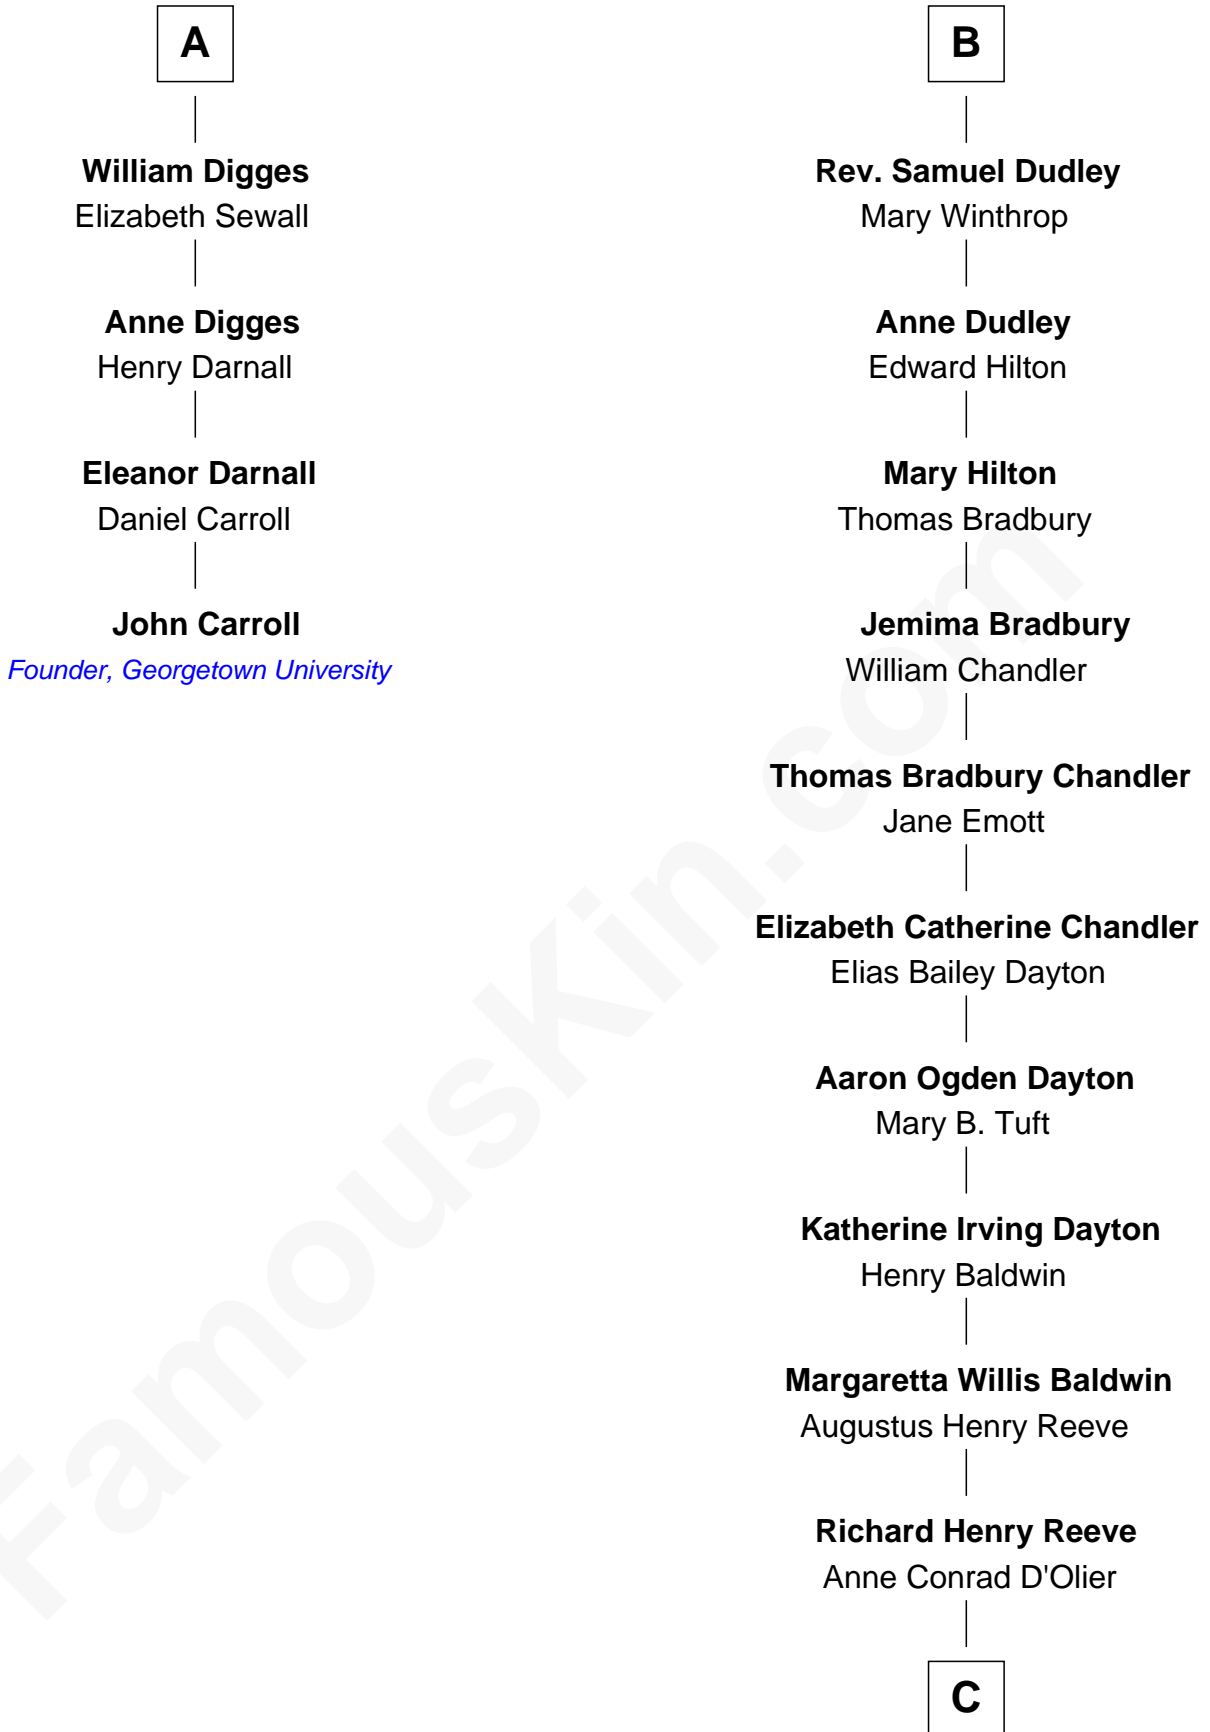 A
William Digges
Elizabeth Sewall
Anne Digges
Henry Darnall
Eleanor Darnall
Daniel Carroll
John Carroll
Founder, Georgetown University
B
Rev. Samuel Dudley
Mary Winthrop
Anne Dudley
Edward Hilton
Mary Hilton
Thomas Bradbury
Jemima Bradbury
William Chandler
Thomas Bradbury Chandler
Jane Emott
Elizabeth Catherine Chandler
Elias Bailey Dayton
Aaron Ogden Dayton
Mary B. Tuft
Katherine Irving Dayton
Henry Baldwin
Margaretta Willis Baldwin
Augustus Henry Reeve
Richard Henry Reeve
Anne Conrad D'Olier
C
FamousKin.com